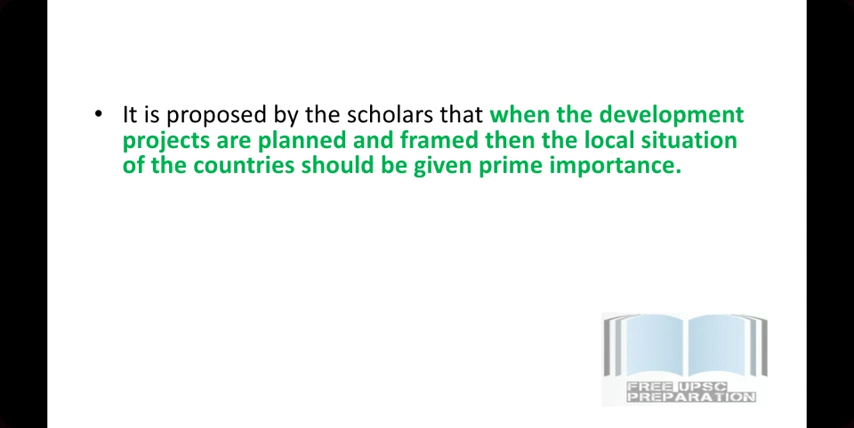 • It is proposed by the scholars that when the development
projects are planned and framed then the local situation
of the countries should be given prime importance.
FREE UPSC
PREPARATION